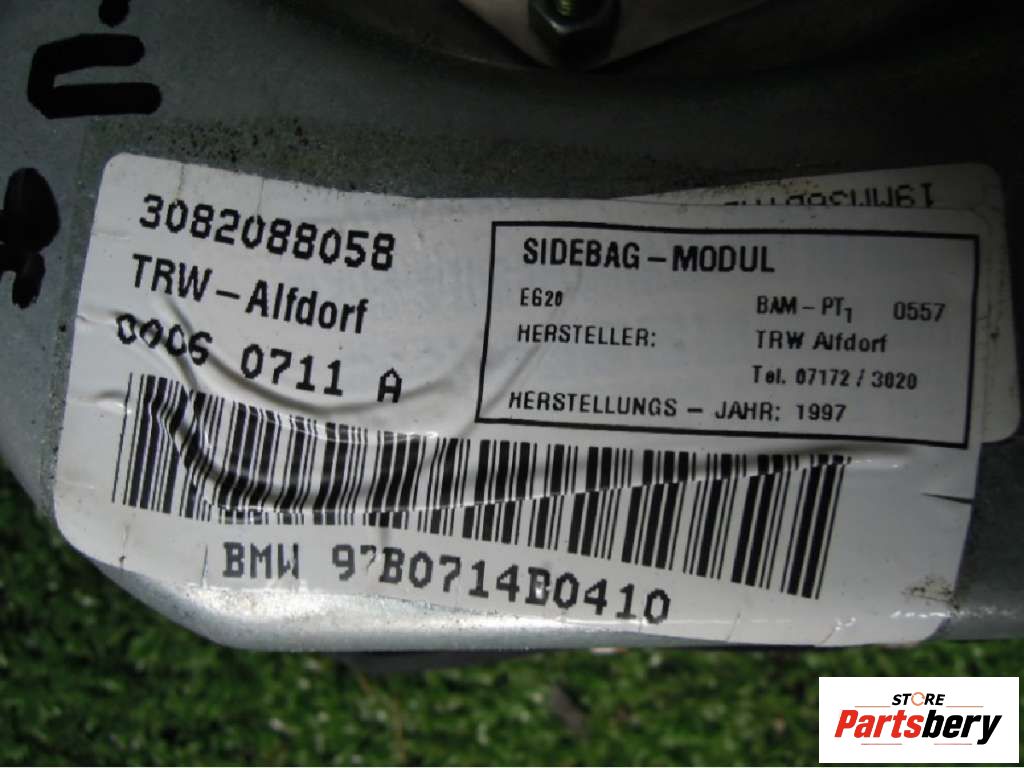 3082088058
TRW-Alfdorf
0006 0711 A
SIDEBAG-MODUL
E620 BAM-PT1 0557
HERSTELLER: TRW Alfdorf
Tel. 07172/3020
HERSTELLUNGS-JAHR: 1997
BMW 97B0714B0410
STORE
Partsbery